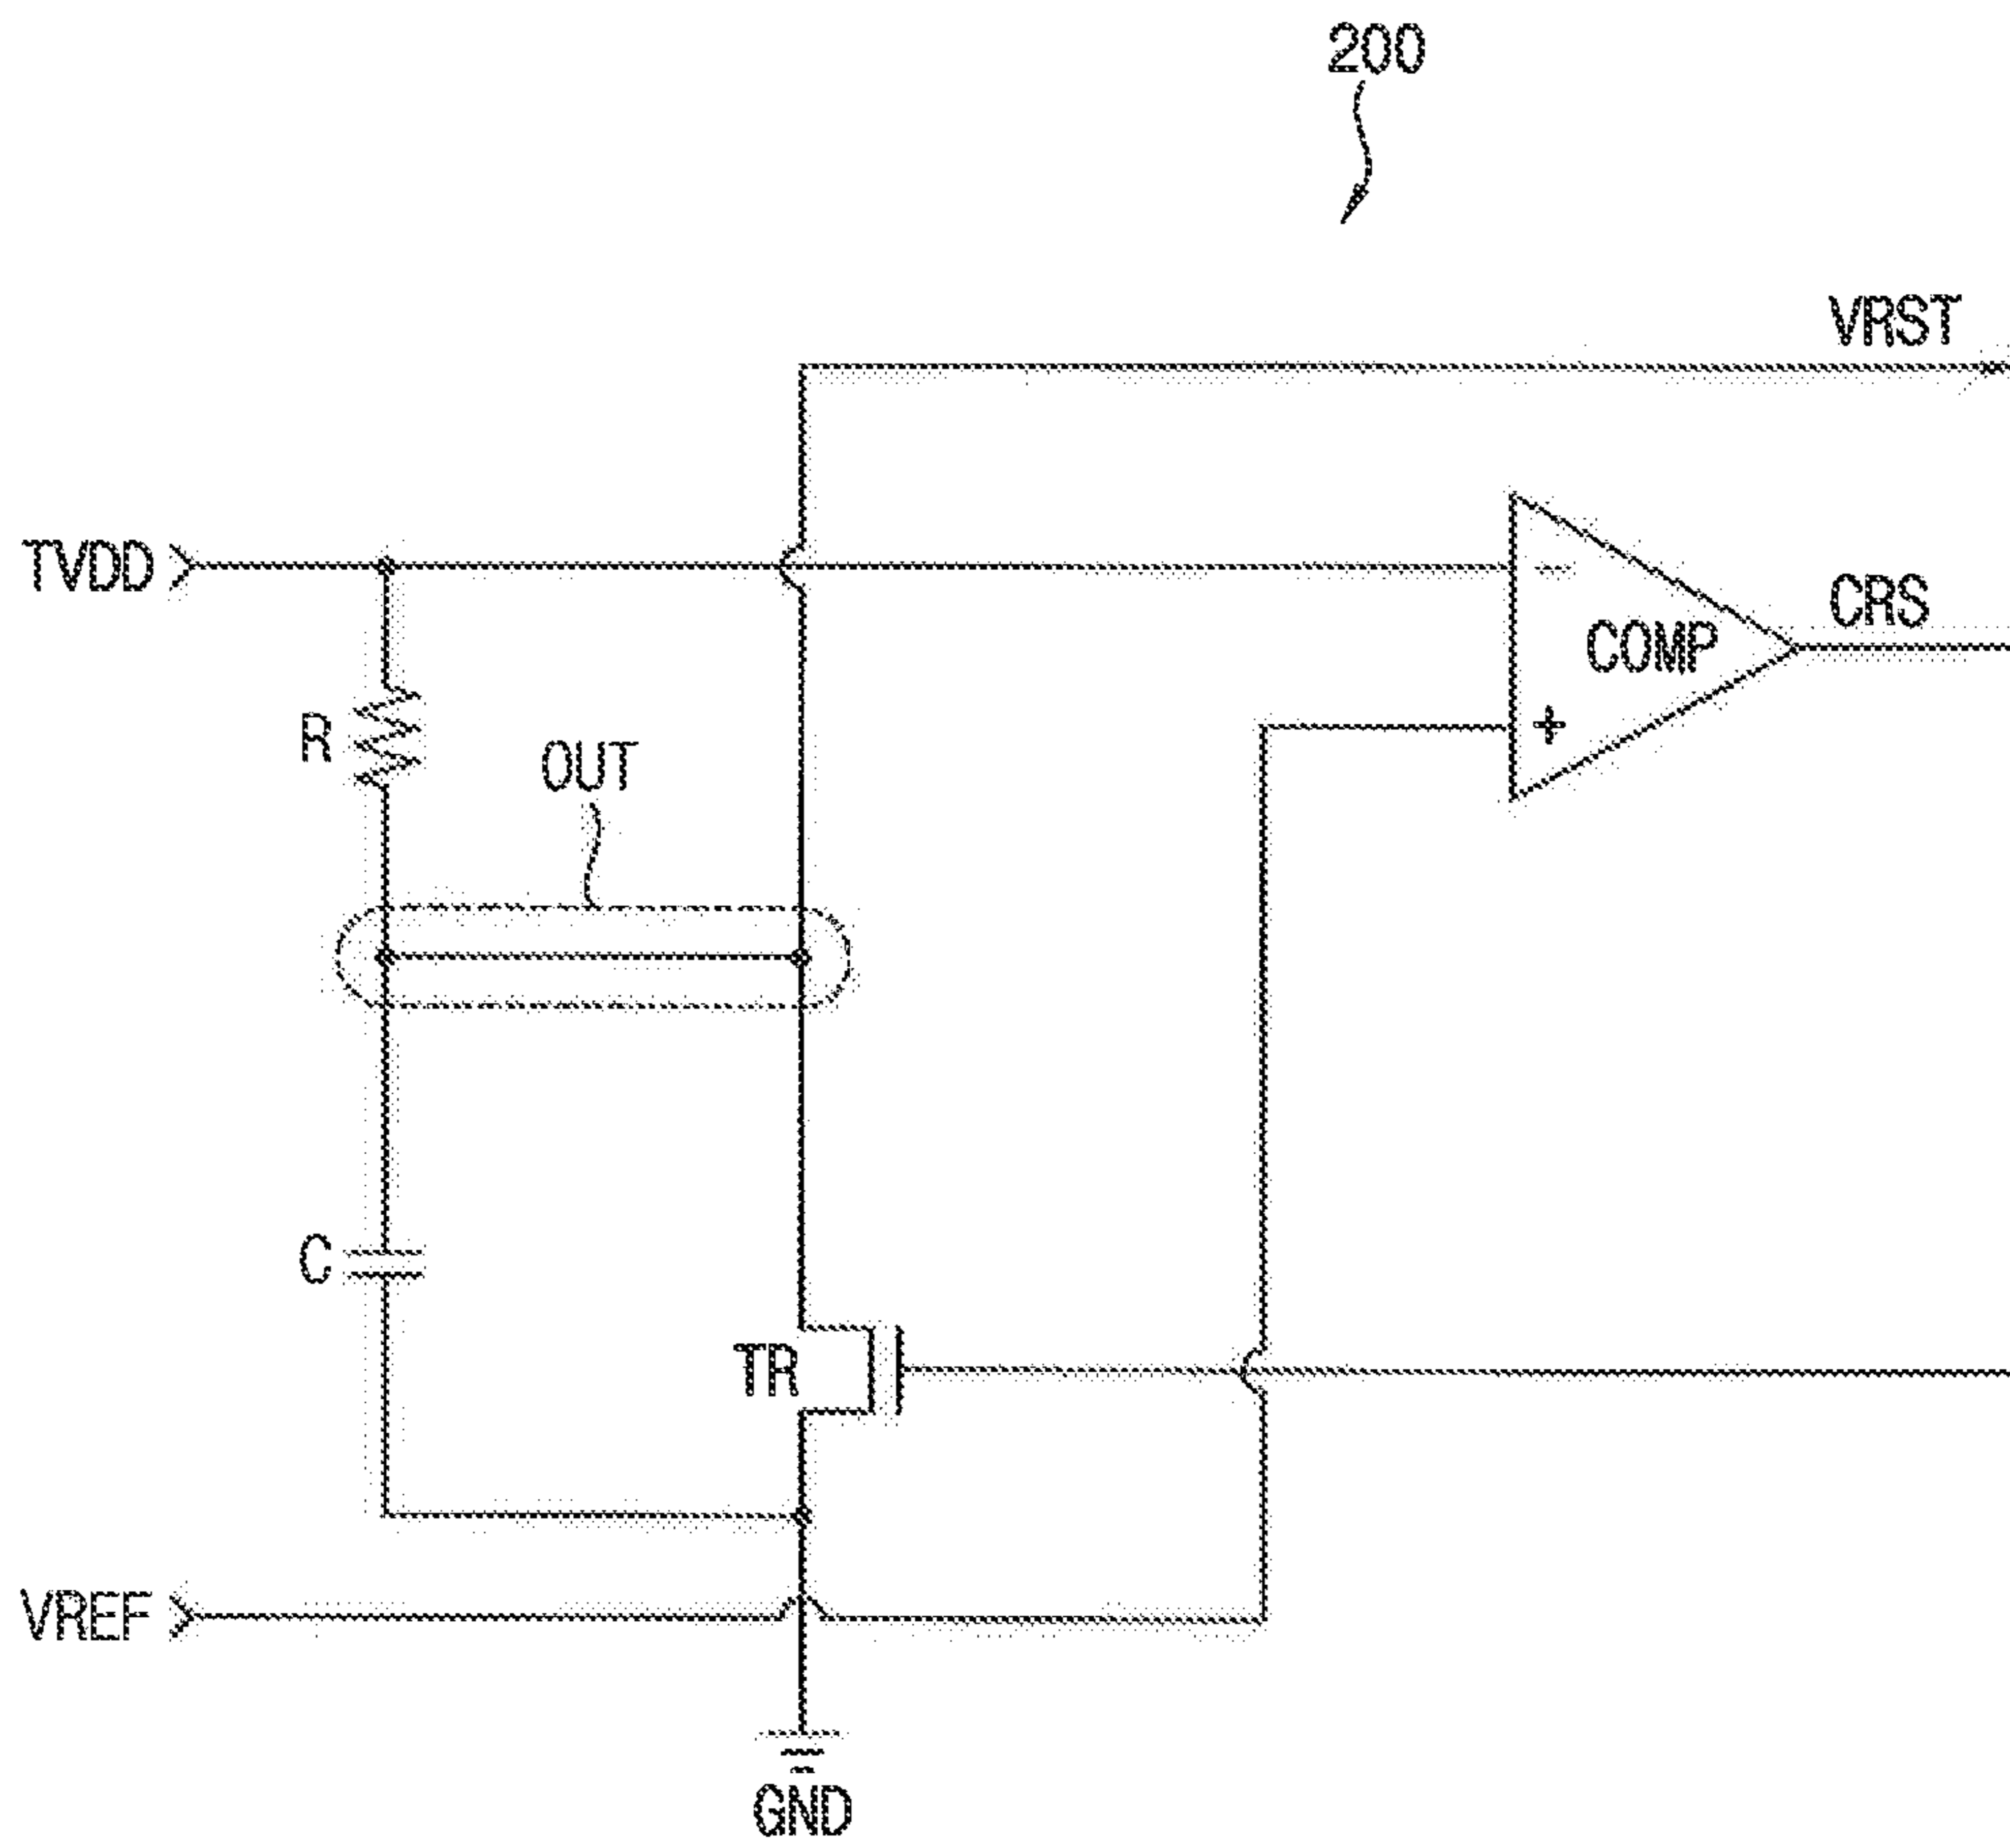 200
VRST
TVDD
-
COMP
CRS
+
R
OUT
C
TR
VREF
GND